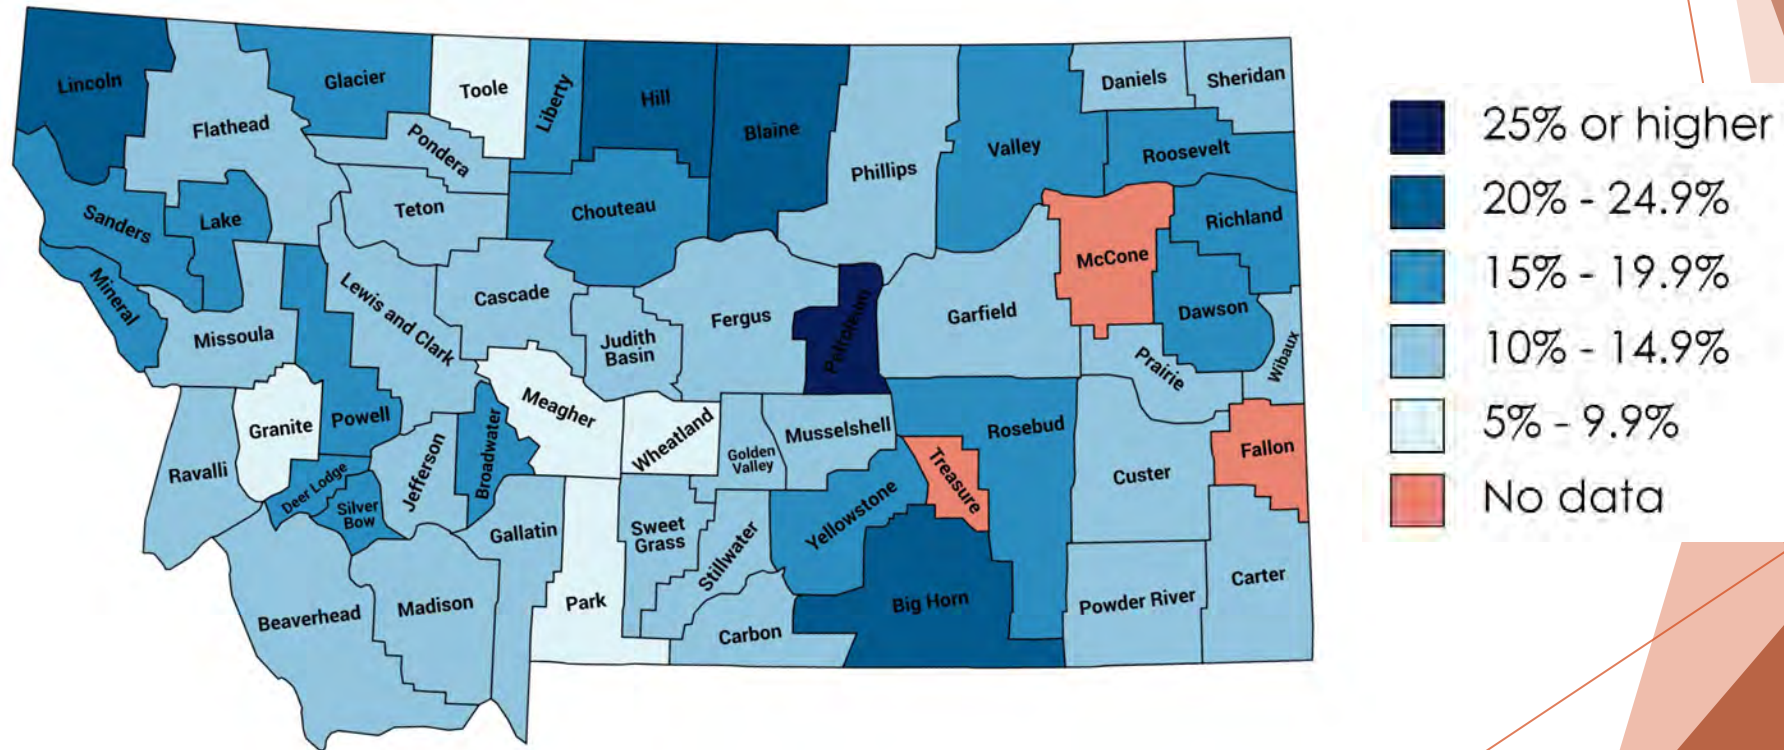 Lincoln
Flathead
Glacier
Toole
Liberty
Hill
Blaine
Phillips
Valley
Daniels
Sheridan
Roosevelt
Pondera
Teton
Chouteau
Sanders
Lake
Mineral
Missoula
Lewis and Clark
Cascade
Judith
Basin
Fergus
Petroleum
Garfield
McCone
Richland
Dawson
Prairie
Wibaux
Granite
Powell
Ravalli
Deer Lodge
Silver
Bow
Jefferson
Broadwater
Meagher
Wheatland
Golden
Valley
Musselshell
Rosebud
Treasure
Custer
Fallon
Gallatin
Park
Sweet
Grass
Stillwater
Yellowstone
Big Horn
Carbon
Beaverhead
Madison
Powder River
Carter
25% or higher
20% - 24.9%
15% - 19.9%
10% - 14.9%
5% - 9.9%
No data